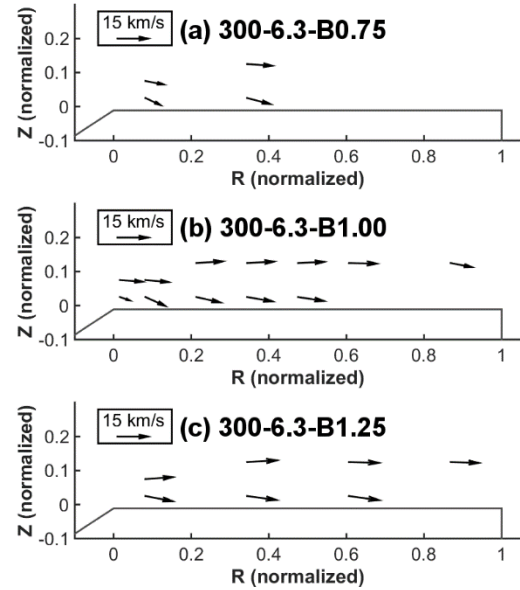 15 km/s
(a) 300-6.3-B0.75
Z (normalized)
0.2
0.1
0
-0.1
0 0.2 0.4 0.6 0.8 1
R (normalized)
15 km/s
(b) 300-6.3-B1.00
Z (normalized)
0.2
0.1
0
-0.1
0 0.2 0.4 0.6 0.8 1
R (normalized)
15 km/s
(c) 300-6.3-B1.25
Z (normalized)
0.2
0.1
0
-0.1
0 0.2 0.4 0.6 0.8 1
R (normalized)